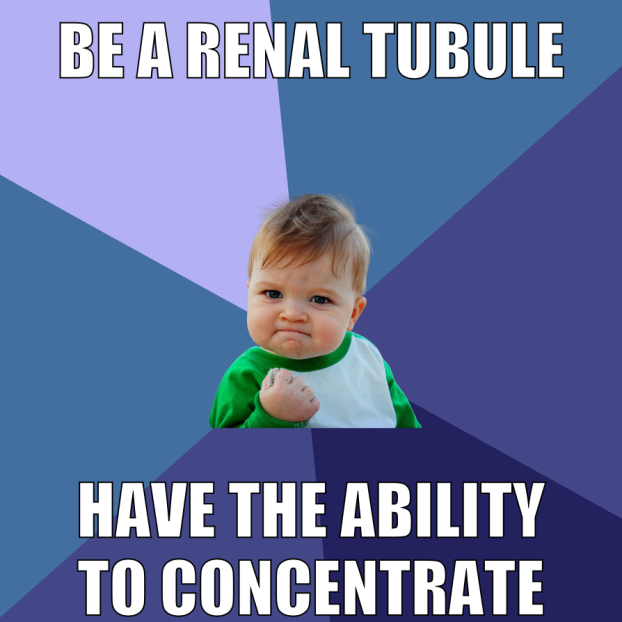 BE A RENAL TUBULE
HAVE THE ABILITY
TO CONCENTRATE